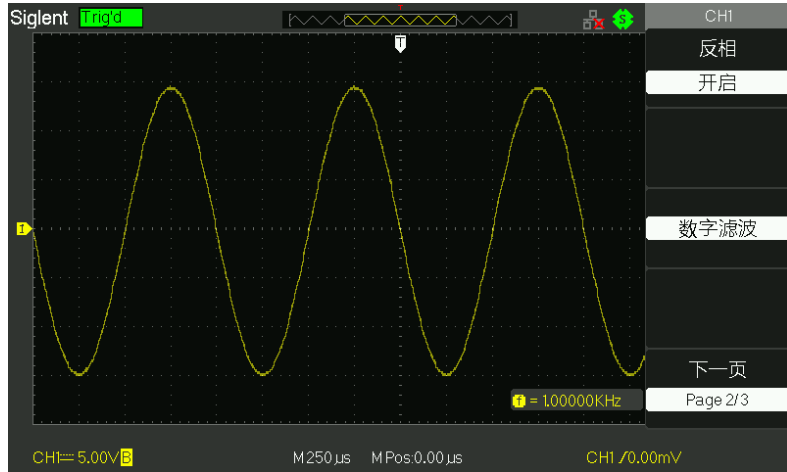 Siglent Trig'd S CH1
T
反相
开启
I
数字滤波
下一页
f = 1.00000KHz Page 2/3
CH1 5.00V B M 250μs M Pos:0.00μs CH1 0.00mV